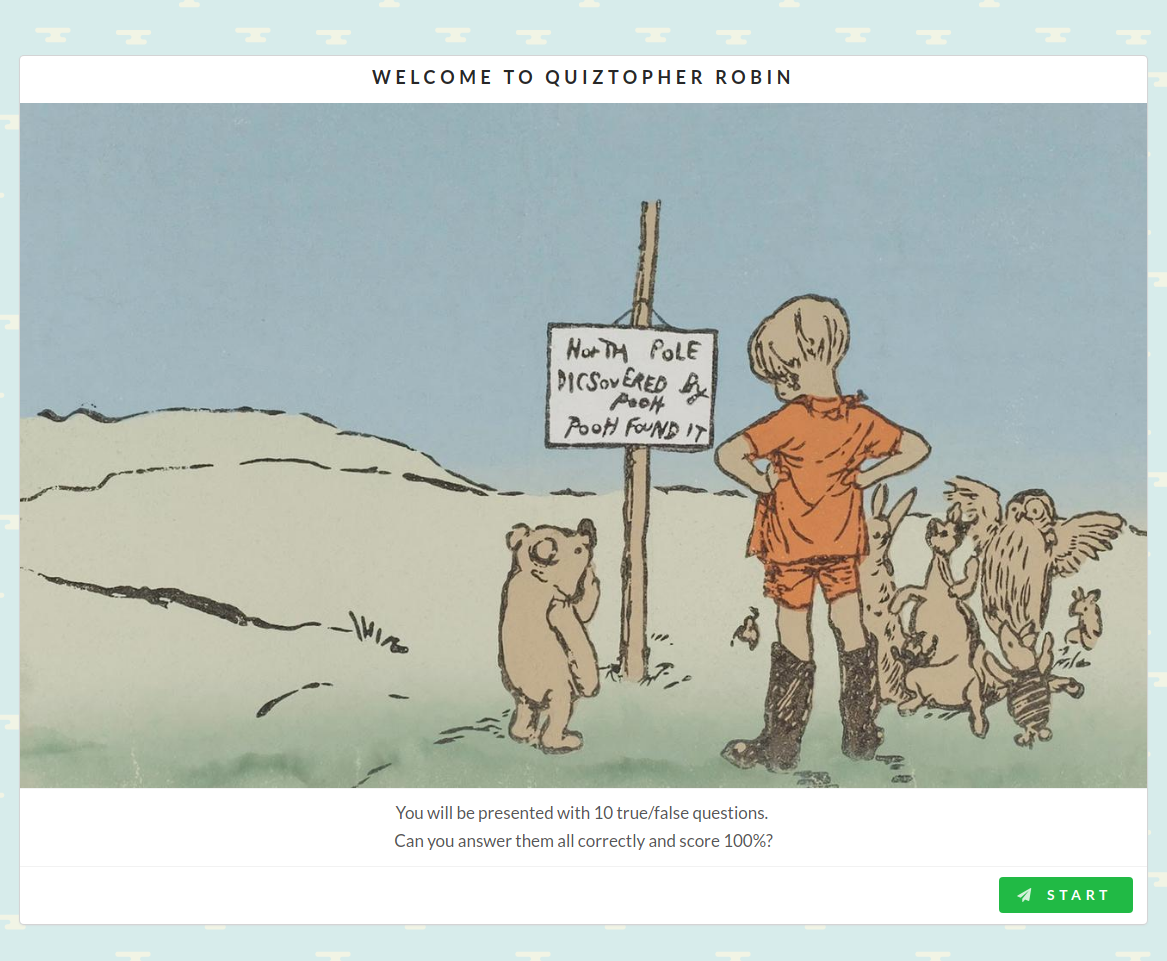 WELCOME TO QUIZTOPHER ROBIN
NorTH PoLE
DICSovERED By
PooH
PooH FouND IT
You will be presented with 10 true/false questions.
Can you answer them all correctly and score 100%?
START